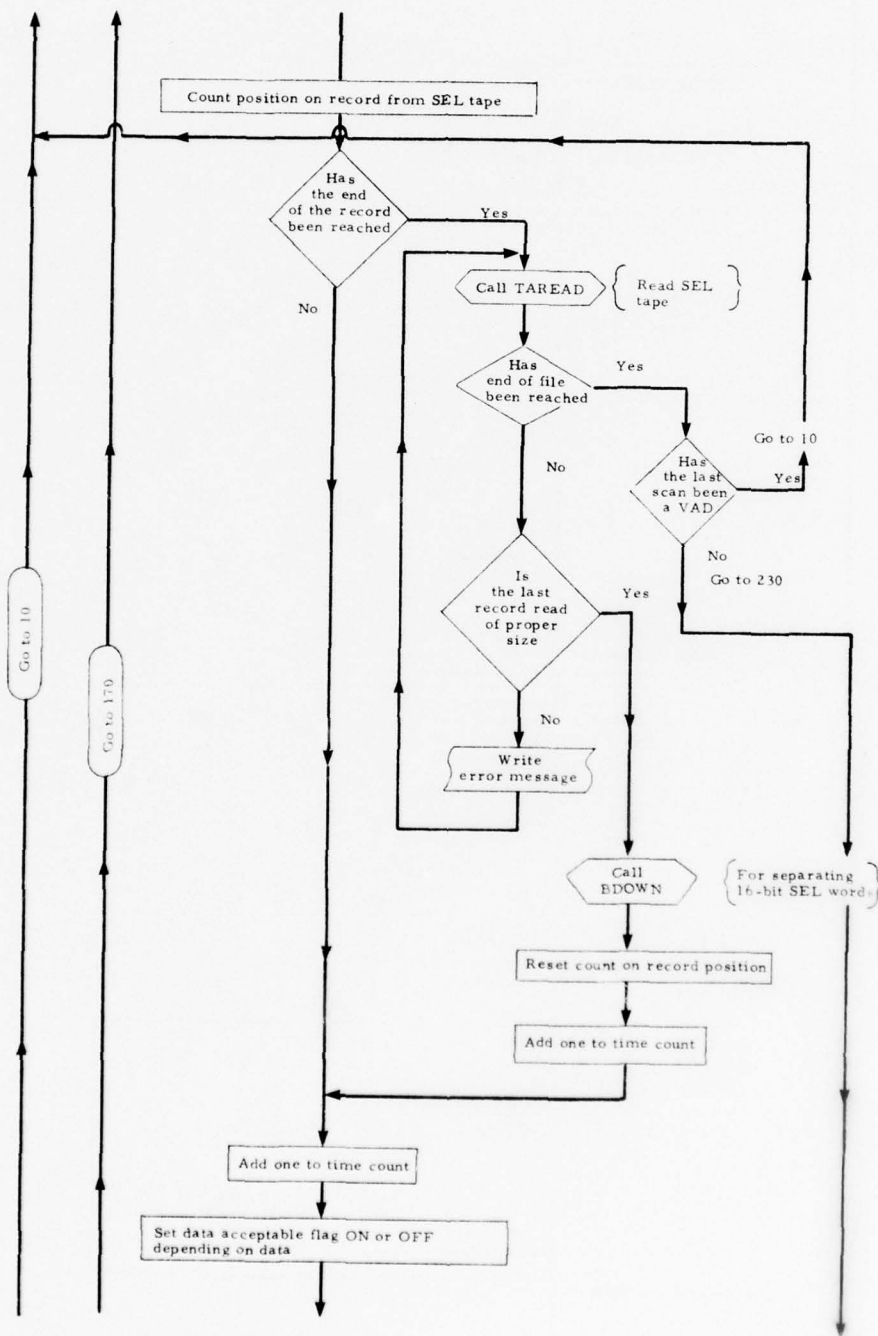 Count position on record from SEL tape
Has
the end
of the record
been reached
Yes
No
Call TAREAD
Read SEL
tape
Has
end of file
been reached
Yes
No
Go to 10
Has
the last
scan been
a VAD
Yes
No
Go to 230
Is
the last
record read
of proper
size
Yes
No
Write
error message
Go to 10
Go to 170
Call
BDOWN
For separating
16-bit SEL word
Reset count on record position
Add one to time count
Add one to time count
Set data acceptable flag ON or OFF
depending on data